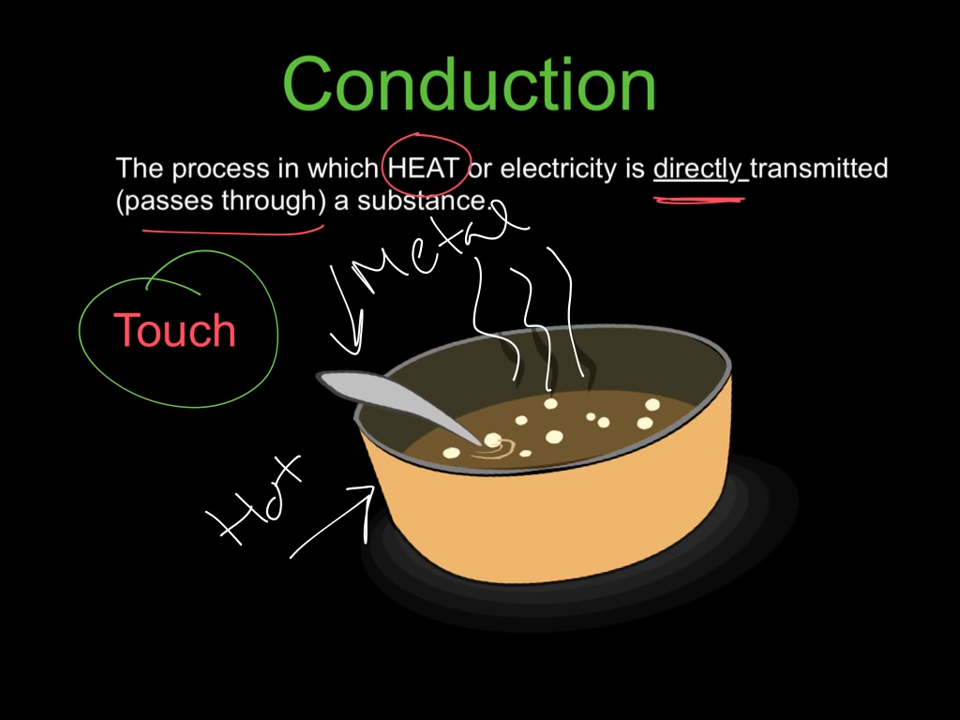 Conduction
The process in which HEAT or electricity is directly transmitted
(passes through) a substance.
Metal
Touch
Hot